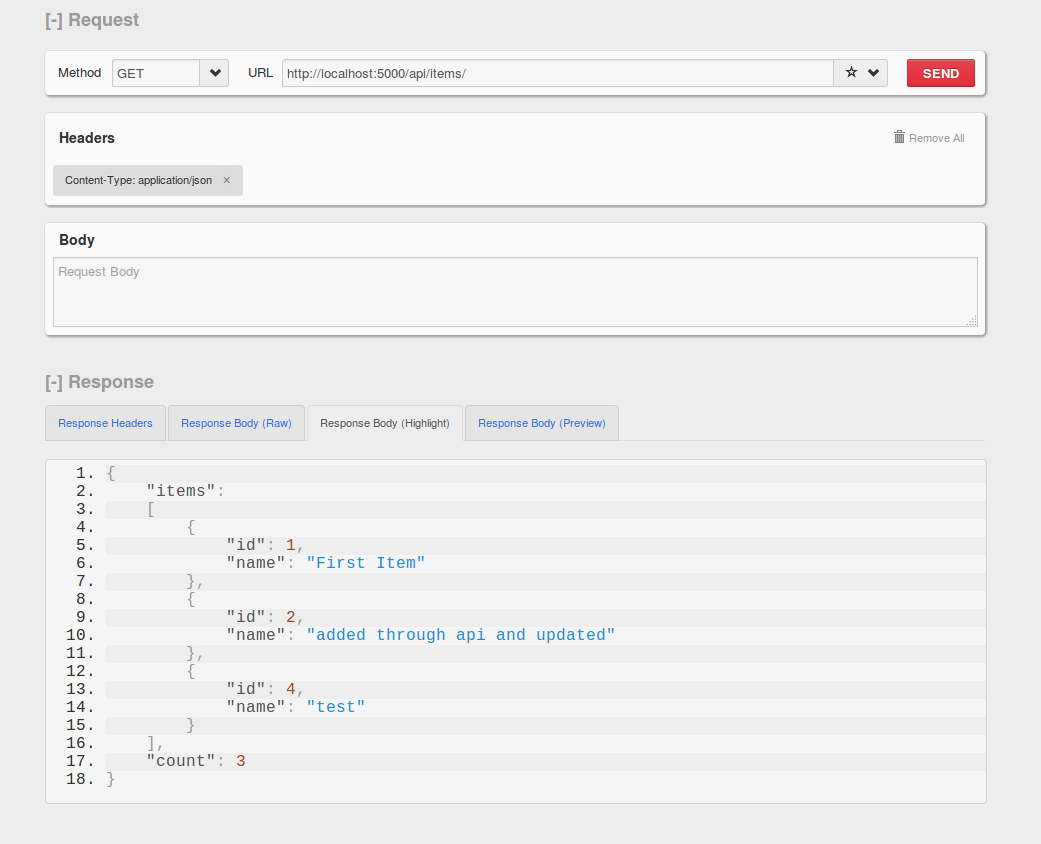 [-] Request
Method GET URL http://localhost:5000/api/items/ SEND
Headers Remove All
Content-Type: application/json ×
Body
Request Body
[-] Response
Response Headers Response Body (Raw) Response Body (Highlight) Response Body (Preview)
1. {
2. "items":
3. [
4. {
5. "id": 1,
6. "name": "First Item"
7. },
8. {
9. "id": 2,
10. "name": "added through api and updated"
11. },
12. {
13. "id": 4,
14. "name": "test"
15. }
16. ],
17. "count": 3
18. }